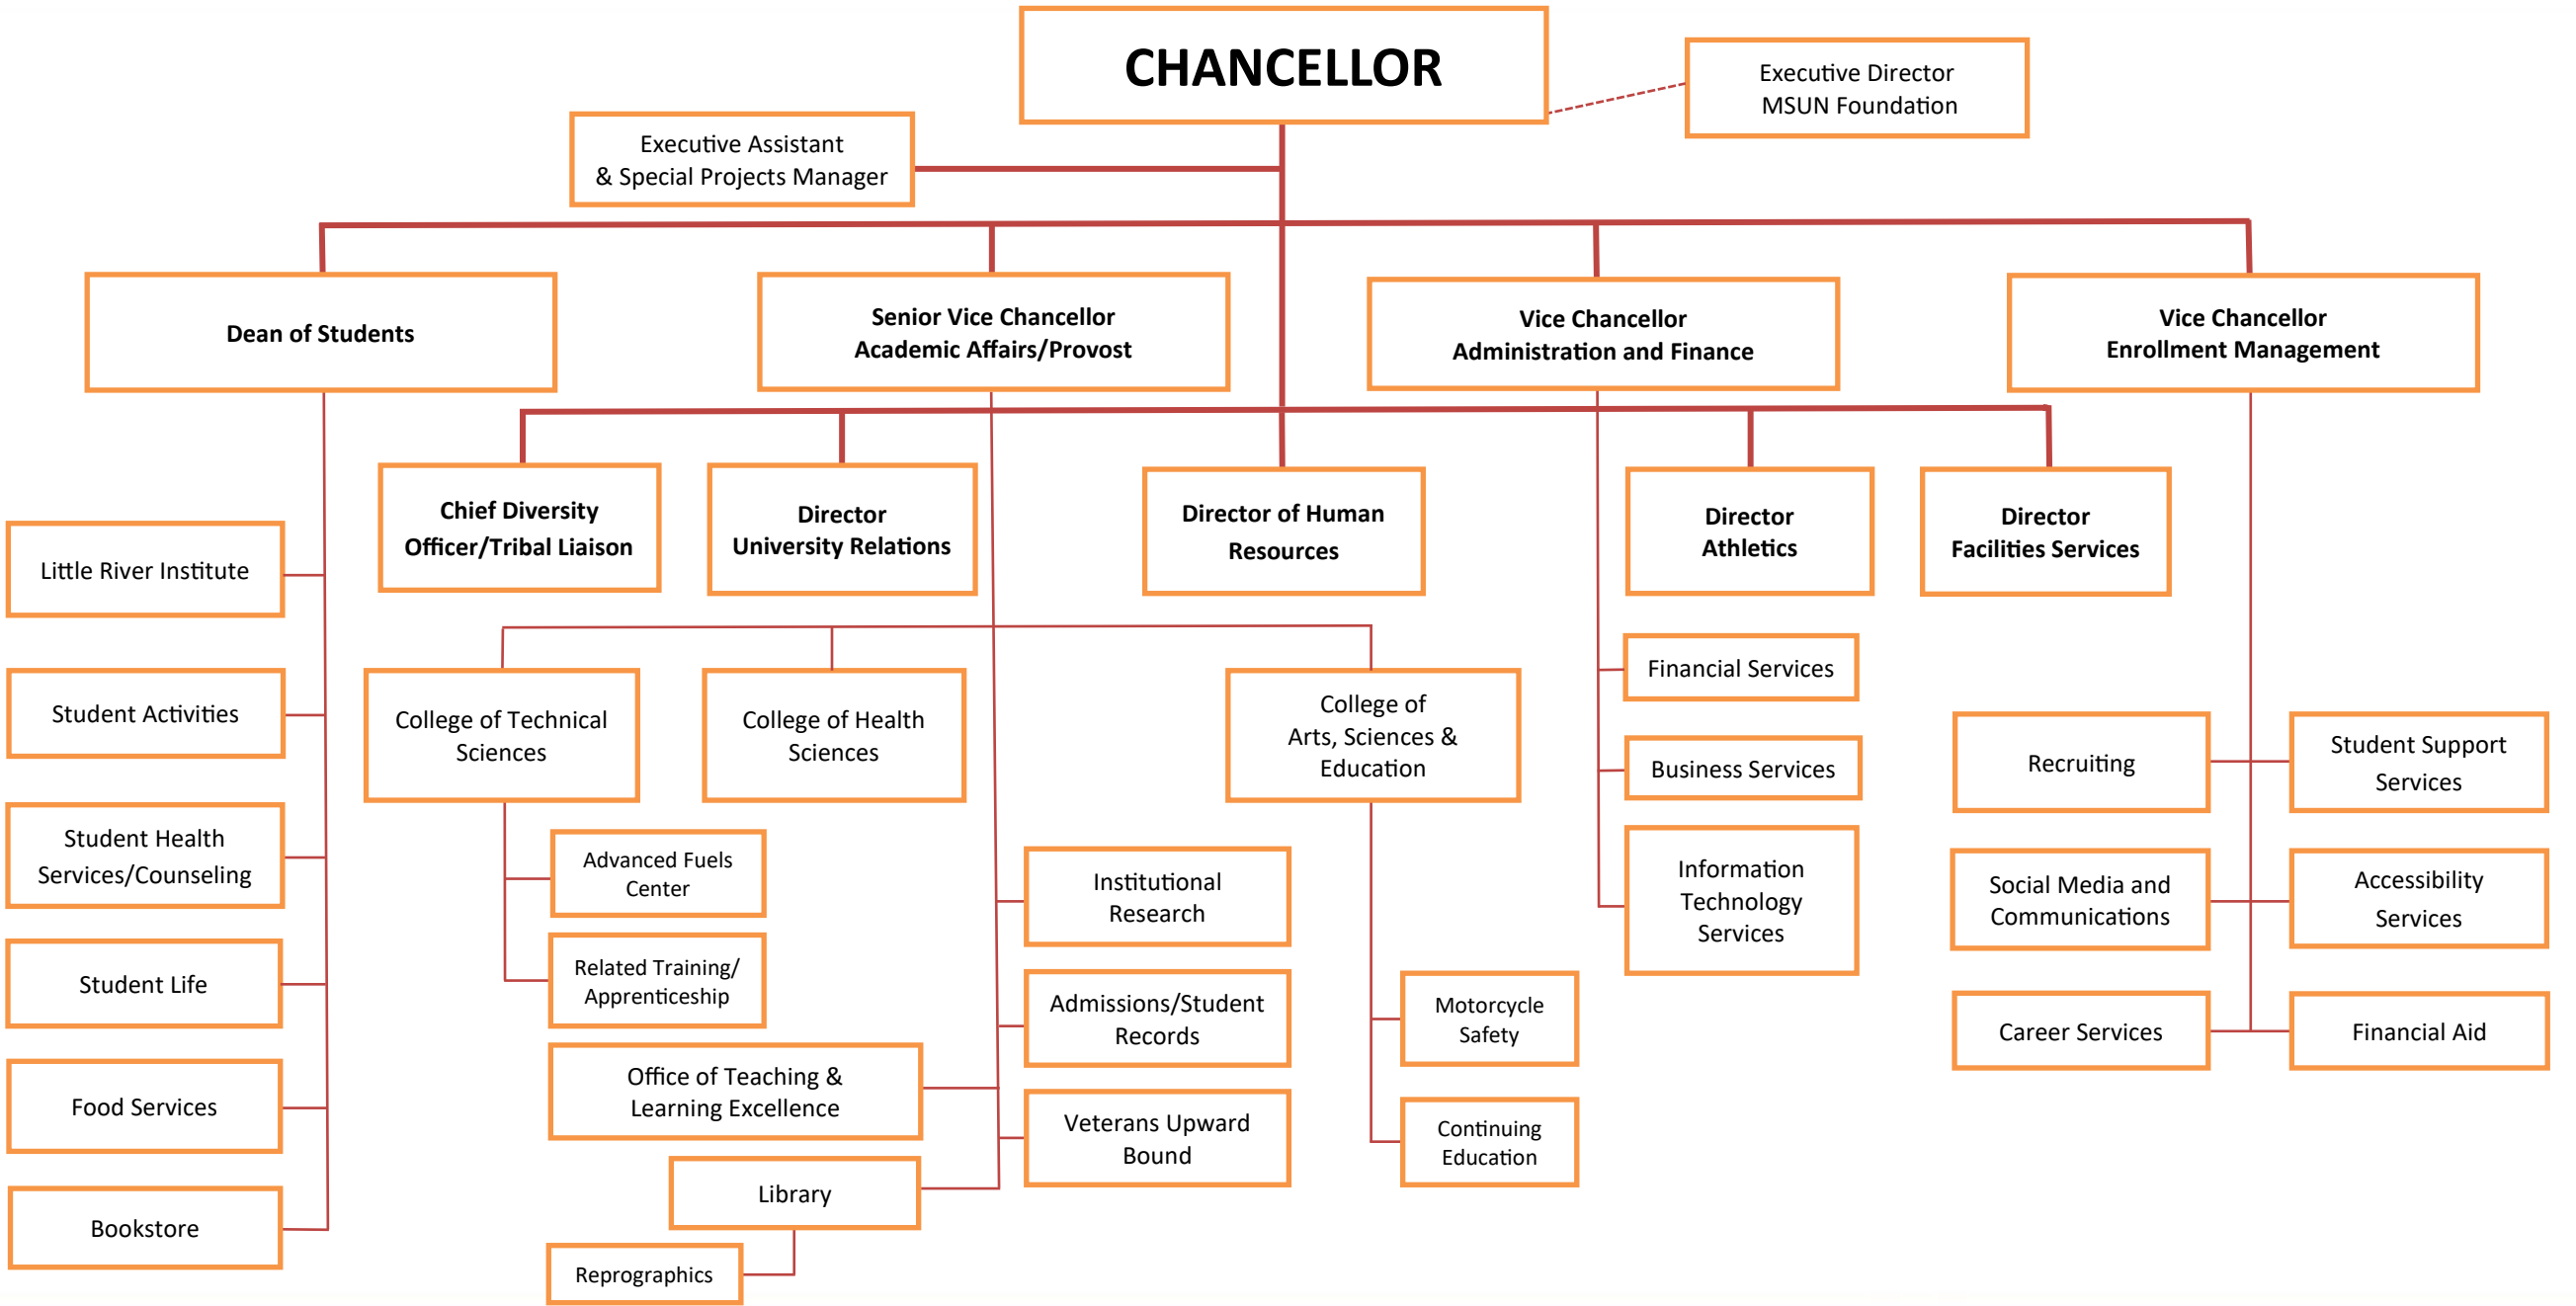 CHANCELLOR
Executive Director
MSUN Foundation
Executive Assistant
& Special Projects Manager
Dean of Students
Senior Vice Chancellor
Academic Affairs/Provost
Vice Chancellor
Administration and Finance
Vice Chancellor
Enrollment Management
Chief Diversity
Officer/Tribal Liaison
Director
University Relations
Director of Human
Resources
Director
Athletics
Director
Facilities Services
Little River Institute
Student Activities
Student Health
Services/Counseling
Student Life
Food Services
Bookstore
College of Technical
Sciences
College of Health
Sciences
College of
Arts, Sciences &
Education
Advanced Fuels
Center
Related Training/
Apprenticeship
Office of Teaching &
Learning Excellence
Library
Reprographics
Institutional
Research
Admissions/Student
Records
Veterans Upward
Bound
Motorcycle
Safety
Continuing
Education
Financial Services
Business Services
Information
Technology
Services
Recruiting
Student Support
Services
Social Media and
Communications
Accessibility
Services
Career Services
Financial Aid